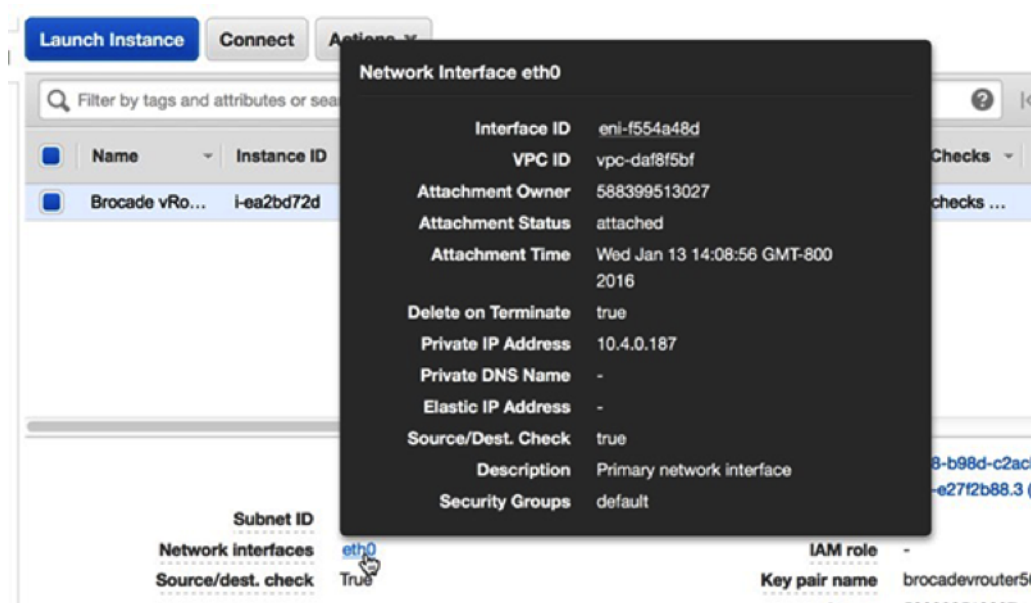 Launch Instance Connect Actions
Network Interface eth0
Filter by tags and attributes or sea
Interface ID eni-f554a48d
Name Instance ID VPC ID vpc-daf8f5bf Checks
Attachment Owner 588399513027
Brocade vRo... i-ea2bd72d checks ...
Attachment Status attached
Attachment Time Wed Jan 13 14:08:56 GMT-800
2016
Delete on Terminate true
Private IP Address 10.4.0.187
Private DNS Name -
Elastic IP Address -
Source/Dest. Check true
Description Primary network interface
8-b98d-c2ac
Security Groups default
-e27f2b88.3 (
Subnet ID
Network interfaces eth0 IAM role -
Source/dest. check True Key pair name brocadevrouter56